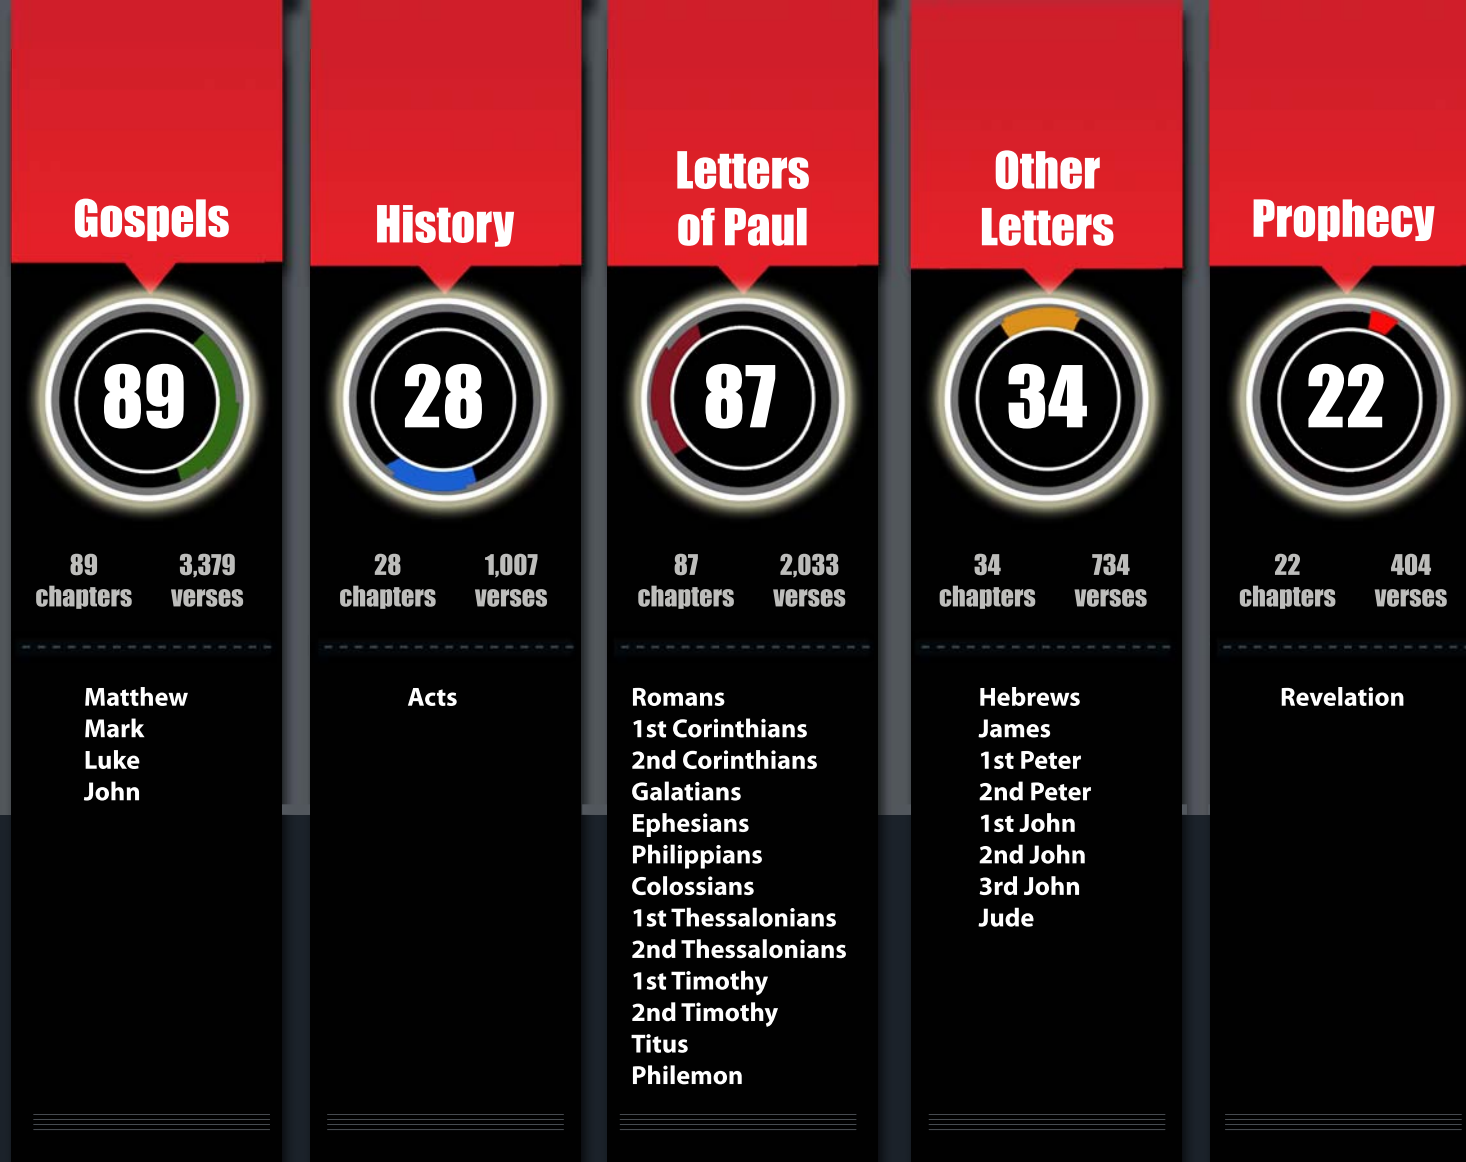 Gospels
89
89 3,379
chapters verses
Matthew
Mark
Luke
John
History
28
28 1,007
chapters verses
Acts
Letters
of Paul
87
87 2,033
chapters verses
Romans
1st Corinthians
2nd Corinthians
Galatians
Ephesians
Philippians
Colossians
1st Thessalonians
2nd Thessalonians
1st Timothy
2nd Timothy
Titus
Philemon
Other
Letters
34
34 734
chapters verses
Hebrews
James
1st Peter
2nd Peter
1st John
2nd John
3rd John
Jude
Prophecy
22
22 404
chapters verses
Revelation